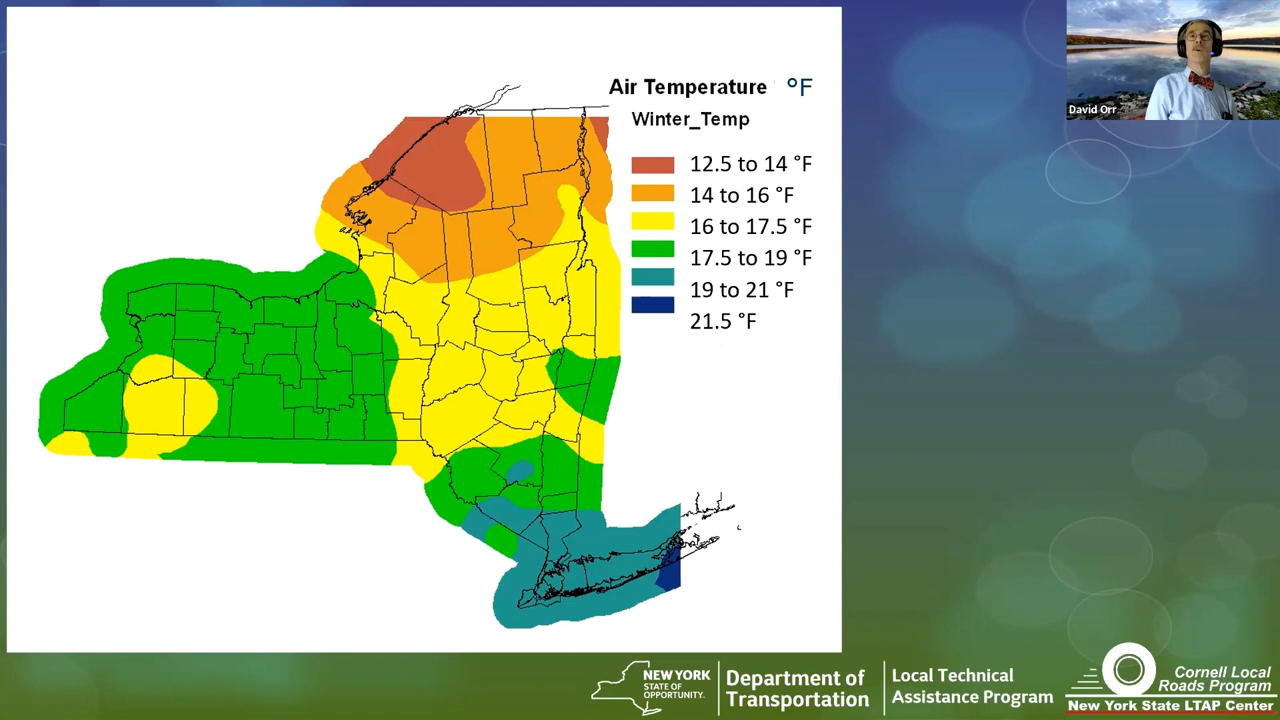 Air Temperature °F
Winter_Temp
12.5 to 14 °F
14 to 16 °F
16 to 17.5 °F
17.5 to 19 °F
19 to 21 °F
21.5 °F
David Orr
NEW YORK
STATE OF
OPPORTUNITY.
Department of
Transportation
Local Technical
Assistance Program
Cornell Local
Roads Program
New York State LTAP Center